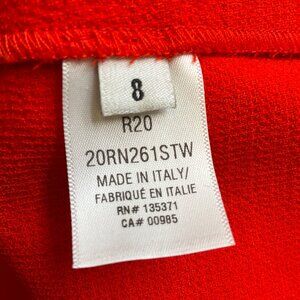 8
R20
20RN261STW
MADE IN ITALY/
FABRIQUÉ EN ITALIE
RN# 135371
CA# 00985